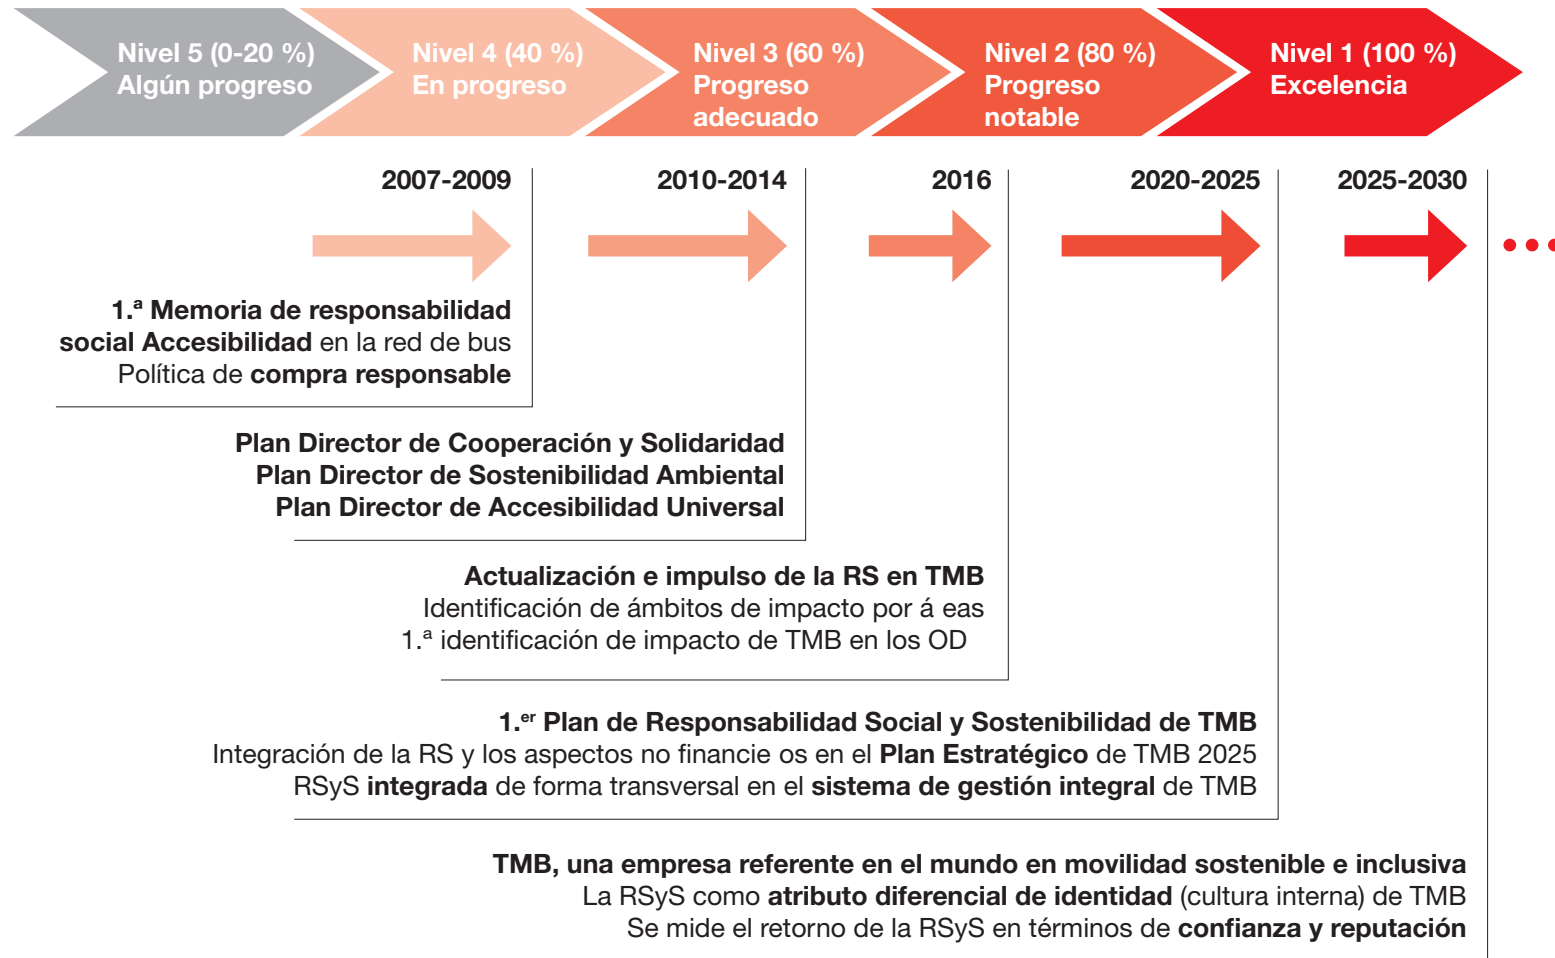 Nivel 5 (0-20 %)
Algún progreso
Nivel 4 (40 %)
En progreso
Nivel 3 (60 %)
Progreso
adecuado
Nivel 2 (80 %)
Progreso
notable
Nivel 1 (100 %)
Excelencia
2007-2009
2010-2014
2016
2020-2025
2025-2030
1.ª Memoria de responsabilidad
social Accesibilidad en la red de bus
Política de compra responsable
Plan Director de Cooperación y Solidaridad
Plan Director de Sostenibilidad Ambiental
Plan Director de Accesibilidad Universal
Actualización e impulso de la RS en TMB
Identificación de ámbitos de impacto por á eas
1.ª identificación de impacto de TMB en los OD
1.er Plan de Responsabilidad Social y Sostenibilidad de TMB
Integración de la RS y los aspectos no financie os en el Plan Estratégico de TMB 2025
RSyS integrada de forma transversal en el sistema de gestión integral de TMB
TMB, una empresa referente en el mundo en movilidad sostenible e inclusiva
La RSyS como atributo diferencial de identidad (cultura interna) de TMB
Se mide el retorno de la RSyS en términos de confianza y reputación